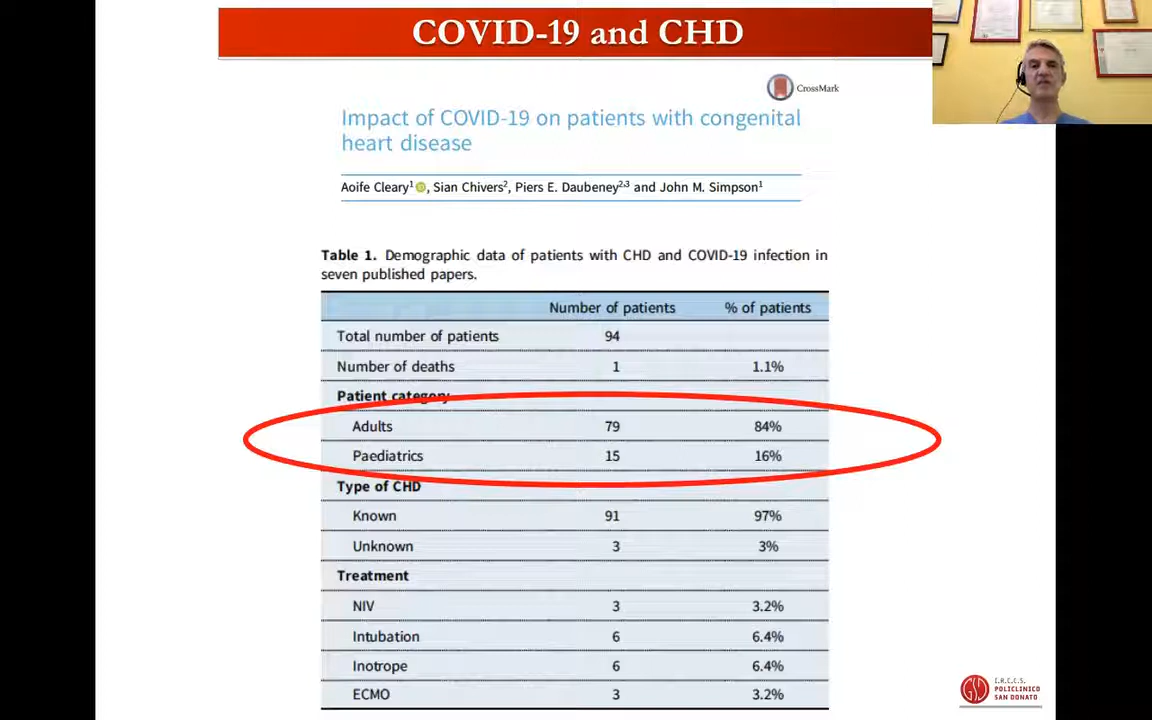 COVID-19 and CHD
CrossMark
Impact of COVID-19 on patients with congenital
heart disease
Aoife Cleary¹, Sian Chivers², Piers E. Daubeney²,³ and John M. Simpson¹
Table 1. Demographic data of patients with CHD and COVID-19 infection in
seven published papers.
Number of patients % of patients
Total number of patients 94
Number of deaths 1 1.1%
Patient category
Adults 79 84%
Paediatrics 15 16%
Type of CHD
Known 91 97%
Unknown 3 3%
Treatment
NIV 3 3.2%
Intubation 6 6.4%
Inotrope 6 6.4%
ECMO 3 3.2%
GSD
I.R.C.C.S.
POLICLINICO
SAN DONATO